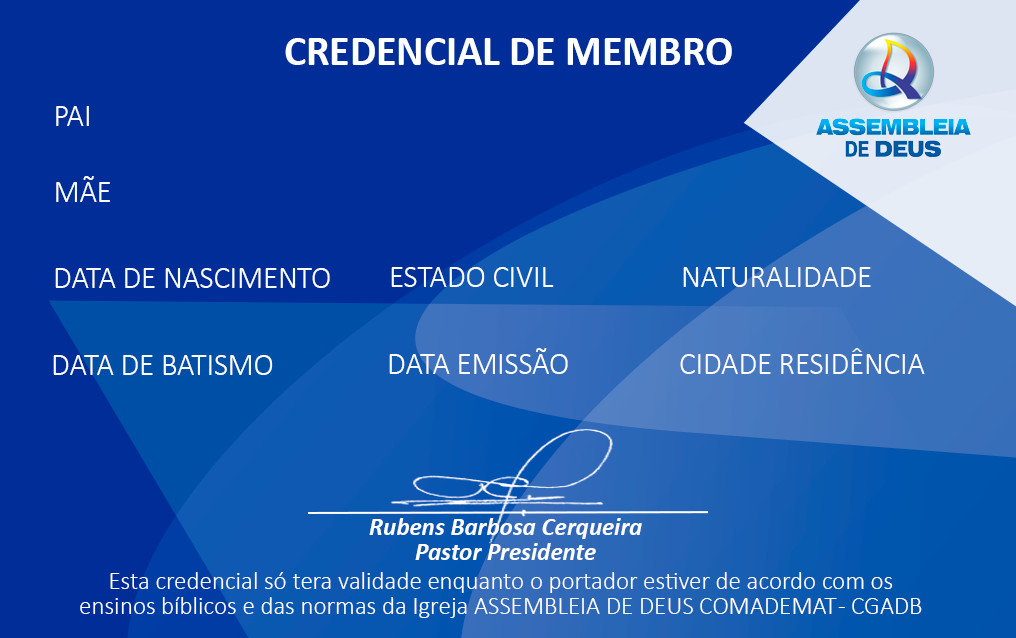 CREDENCIAL DE MEMBRO
ASSEMBLEIA
DE DEUS
PAI
MÃE
DATA DE NASCIMENTO ESTADO CIVIL NATURALIDADE
DATA DE BATISMO DATA EMISSÃO CIDADE RESIDÊNCIA
Rubens Barbosa Cerqueira
Pastor Presidente
Esta credencial só tera validade enquanto o portador estiver de acordo com os
ensinos bíblicos e das normas da Igreja ASSEMBLEIA DE DEUS COMADEMAT - CGADB